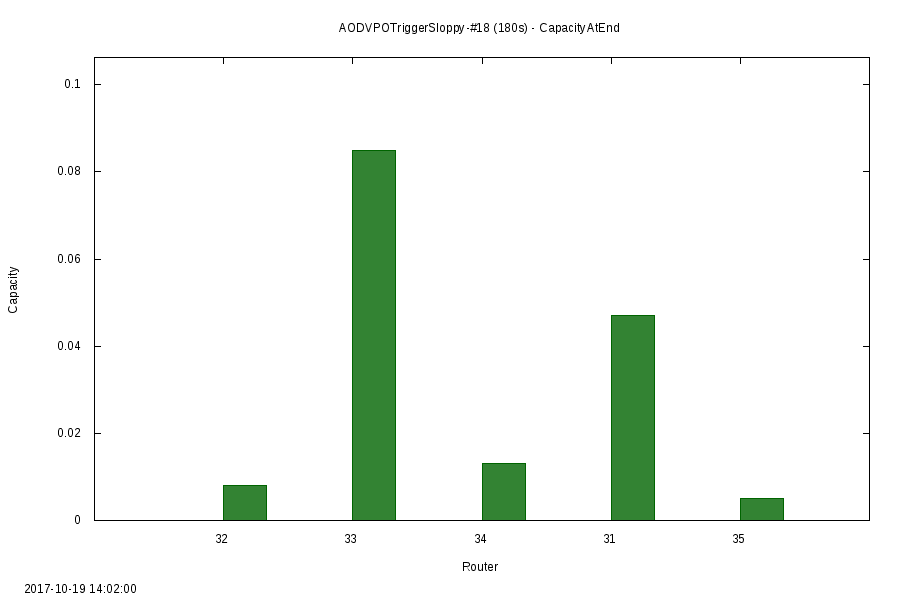 AODVPOTriggerSloppy-#18 (180s) - CapacityAtEnd
0.1
0.08
0.06
0.04
0.02
0
Capacity
32 33 34 31 35
Router
2017-10-19 14:02:00